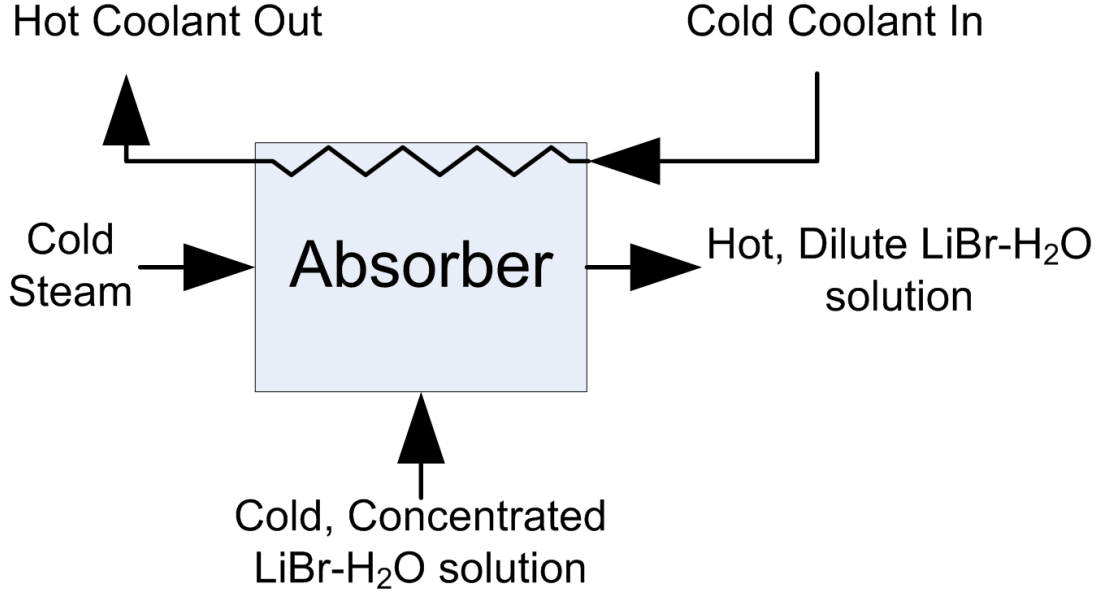 Hot Coolant Out
Cold Coolant In
Cold
Steam
Absorber
Hot, Dilute LiBr-H₂O
solution
Cold, Concentrated
LiBr-H₂O solution